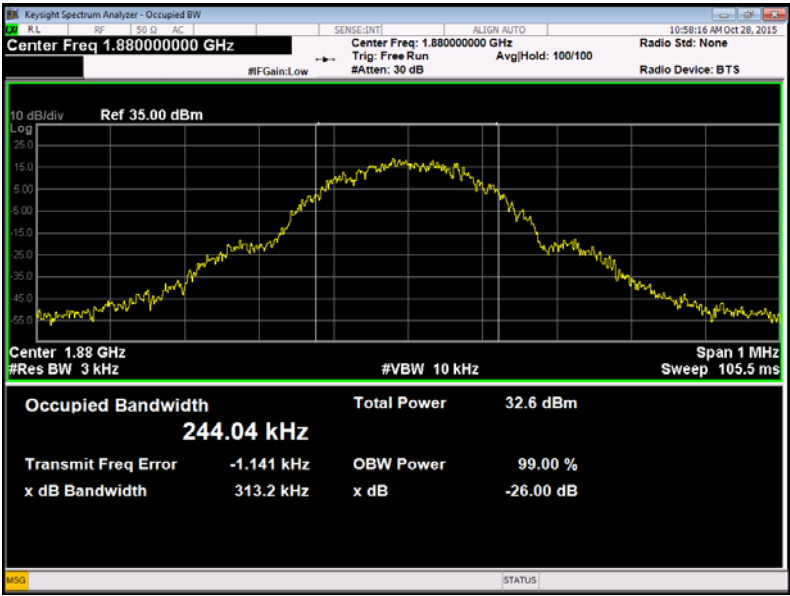 Keysight Spectrum Analyzer - Occupied BW
RL RF 50 Ω AC SENSE:INT ALIGN AUTO 10:58:16 AM Oct 28, 2015
Center Freq 1.880000000 GHz Center Freq: 1.880000000 GHz Radio Std: None
Trig: Free Run Avg|Hold: 100/100
#IFGain:Low #Atten: 30 dB Radio Device: BTS
10 dB/div Ref 35.00 dBm
Log
25.0
15.0
5.00
-5.00
-15.0
-25.0
-35.0
-45.0
-55.0
Center 1.88 GHz Span 1 MHz
#Res BW 3 kHz #VBW 10 kHz Sweep 105.5 ms
Occupied Bandwidth Total Power 32.6 dBm
244.04 kHz
Transmit Freq Error -1.141 kHz OBW Power 99.00 %
x dB Bandwidth 313.2 kHz x dB -26.00 dB
MSG STATUS